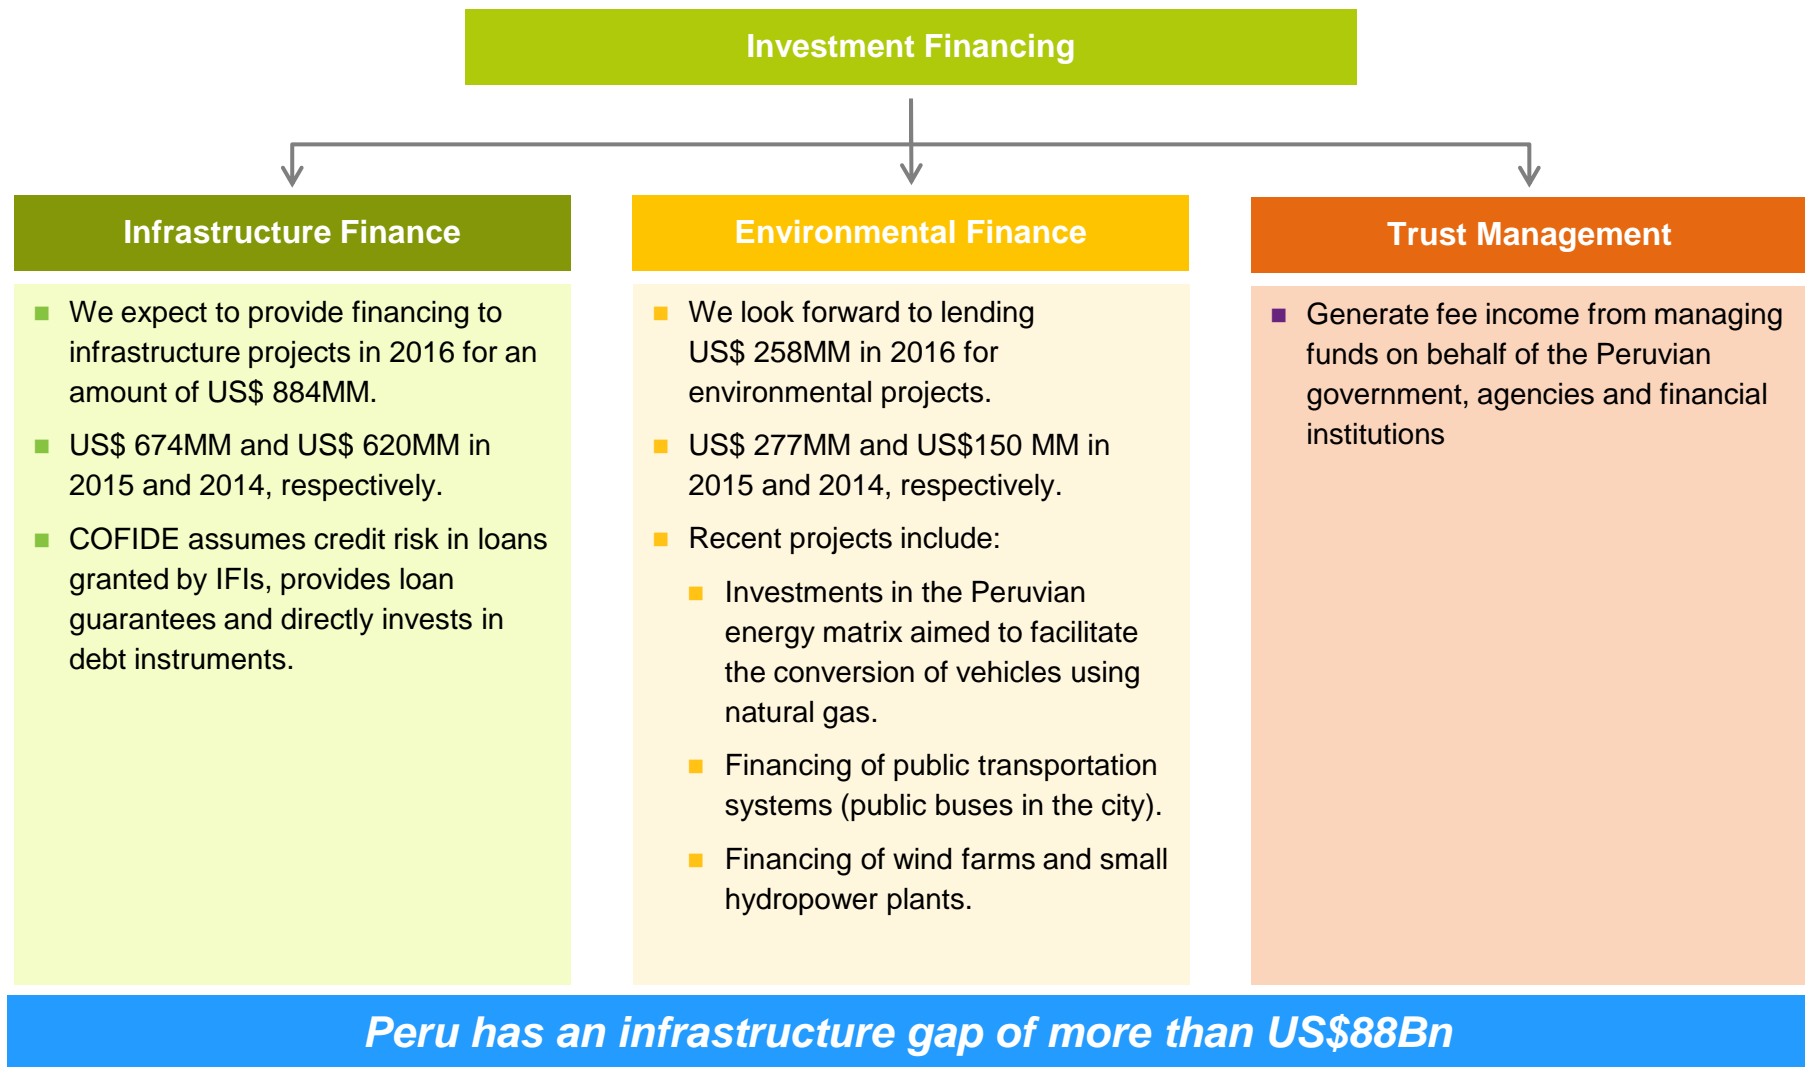 Investment Financing
Infrastructure Finance
We expect to provide financing to
infrastructure projects in 2016 for an
amount of US$ 884MM.
US$ 674MM and US$ 620MM in
2015 and 2014, respectively.
COFIDE assumes credit risk in loans
granted by IFIs, provides loan
guarantees and directly invests in
debt instruments.
Environmental Finance
We look forward to lending
US$ 258MM in 2016 for
environmental projects.
US$ 277MM and US$150 MM in
2015 and 2014, respectively.
Recent projects include:
Investments in the Peruvian
energy matrix aimed to facilitate
the conversion of vehicles using
natural gas.
Financing of public transportation
systems (public buses in the city).
Financing of wind farms and small
hydropower plants.
Trust Management
Generate fee income from managing
funds on behalf of the Peruvian
government, agencies and financial
institutions
Peru has an infrastructure gap of more than US$88Bn